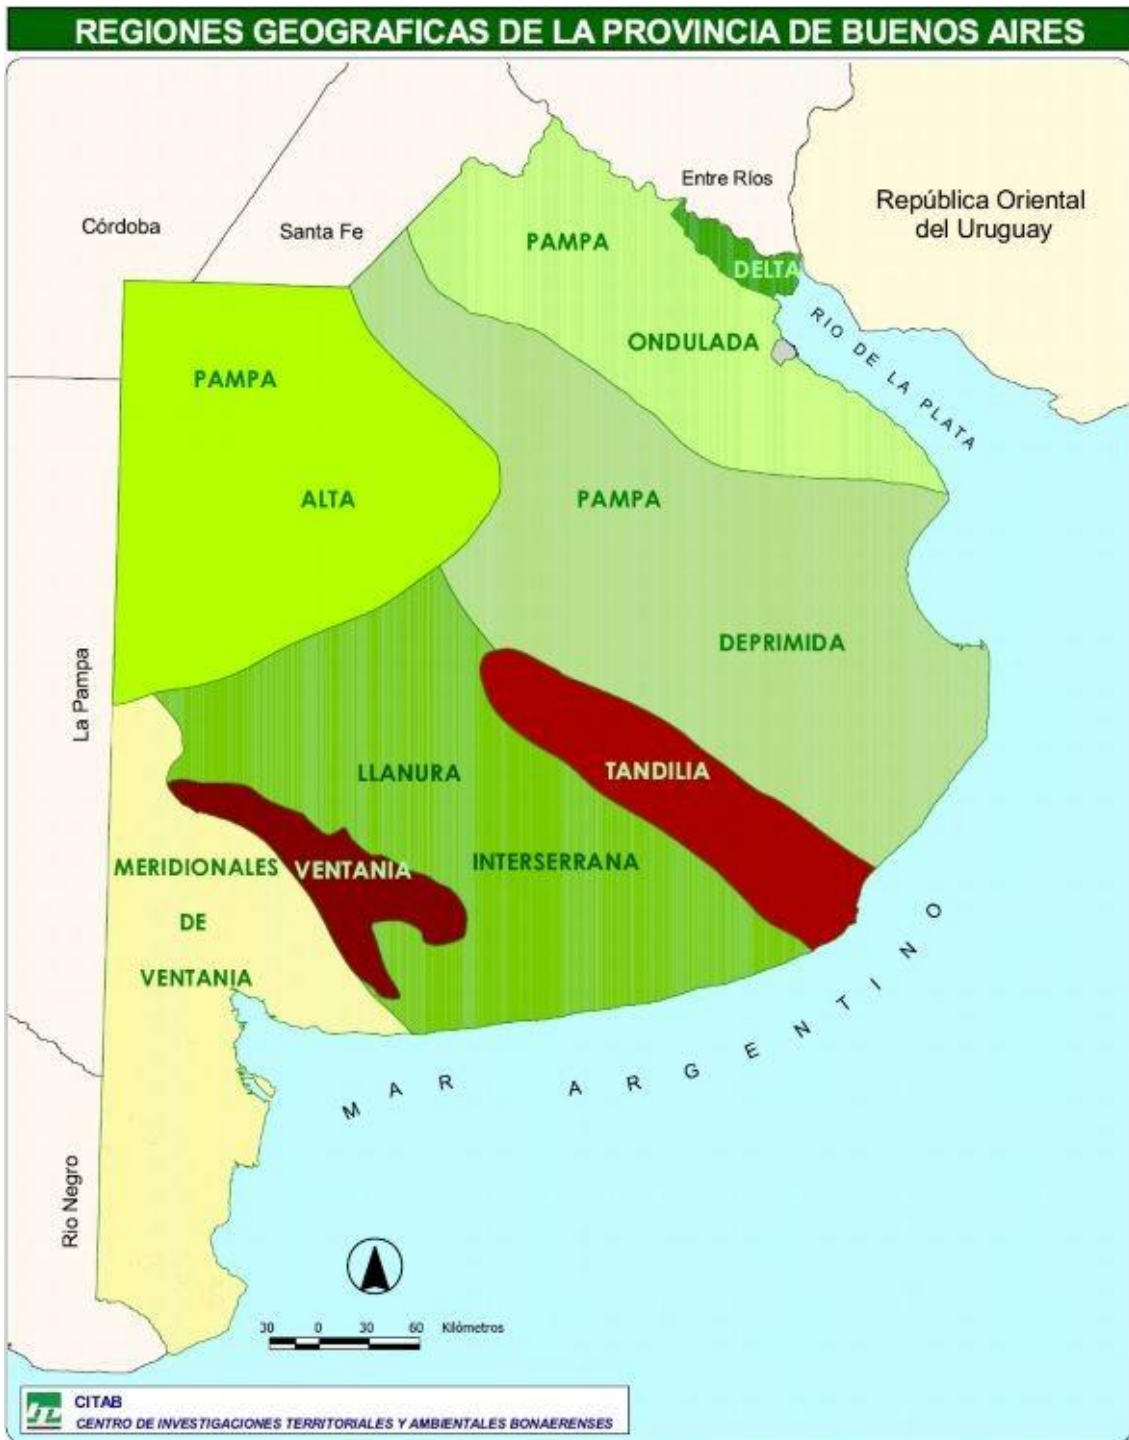 REGIONES GEOGRAFICAS DE LA PROVINCIA DE BUENOS AIRES
Entre Ríos
República Oriental
del Uruguay
Córdoba
Santa Fe
PAMPA
DELTA
RIO DE LA PLATA
ONDULADA
PAMPA
ALTA
PAMPA
DEPRIMIDA
La Pampa
LLANURA
TANDILIA
INTERSERRANA
MERIDIONALES
DE
VENTANIA
VENTANIA
MAR ARGENTINO
Rio Negro
30 0 30 60 Kilómetros
CITAB
CENTRO DE INVESTIGACIONES TERRITORIALES Y AMBIENTALES BONAERENSES